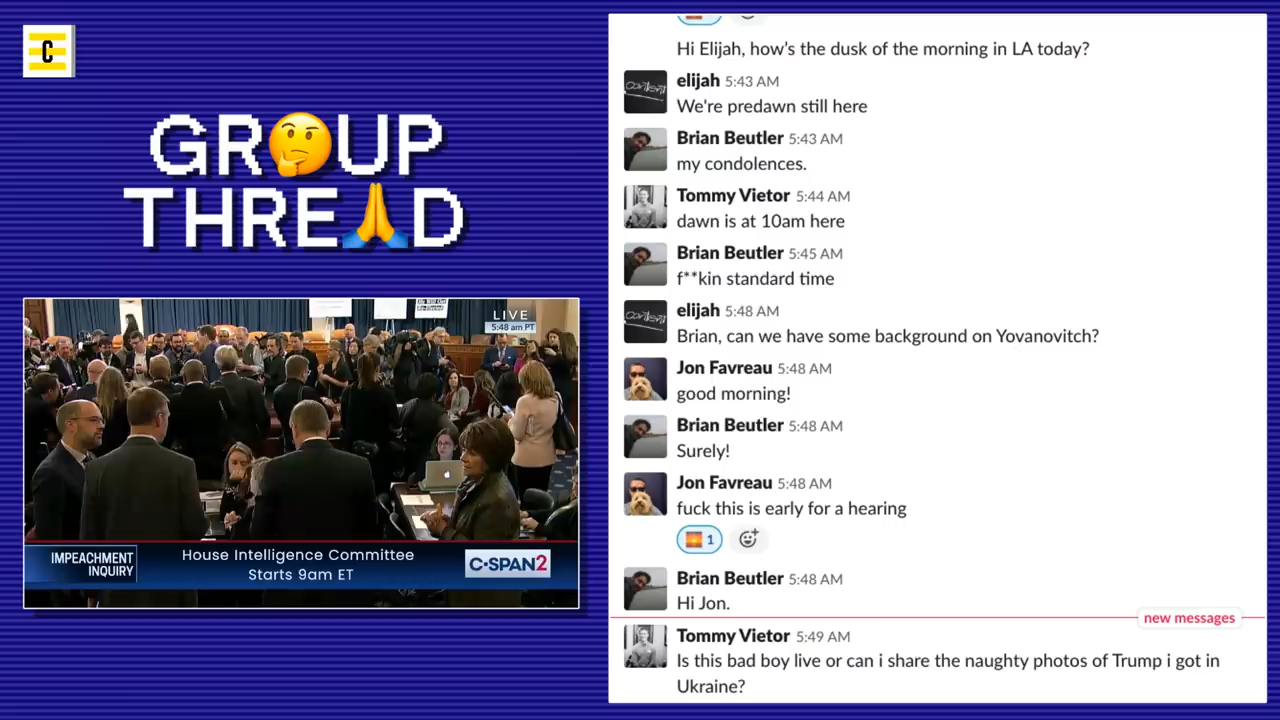 C
GR🤔UP
THRE🙏D
LIVE
5:48 am PT
IMPEACHMENT
INQUIRY
House Intelligence Committee
Starts 9am ET
C-SPAN2
Hi Elijah, how's the dusk of the morning in LA today?
elijah 5:43 AM
We're predawn still here
Brian Beutler 5:43 AM
my condolences.
Tommy Vietor 5:44 AM
dawn is at 10am here
Brian Beutler 5:45 AM
f**kin standard time
elijah 5:48 AM
Brian, can we have some background on Yovanovitch?
Jon Favreau 5:48 AM
good morning!
Brian Beutler 5:48 AM
Surely!
Jon Favreau 5:48 AM
fuck this is early for a hearing
1
Brian Beutler 5:48 AM
Hi Jon.
new messages
Tommy Vietor 5:49 AM
Is this bad boy live or can i share the naughty photos of Trump i got in
Ukraine?